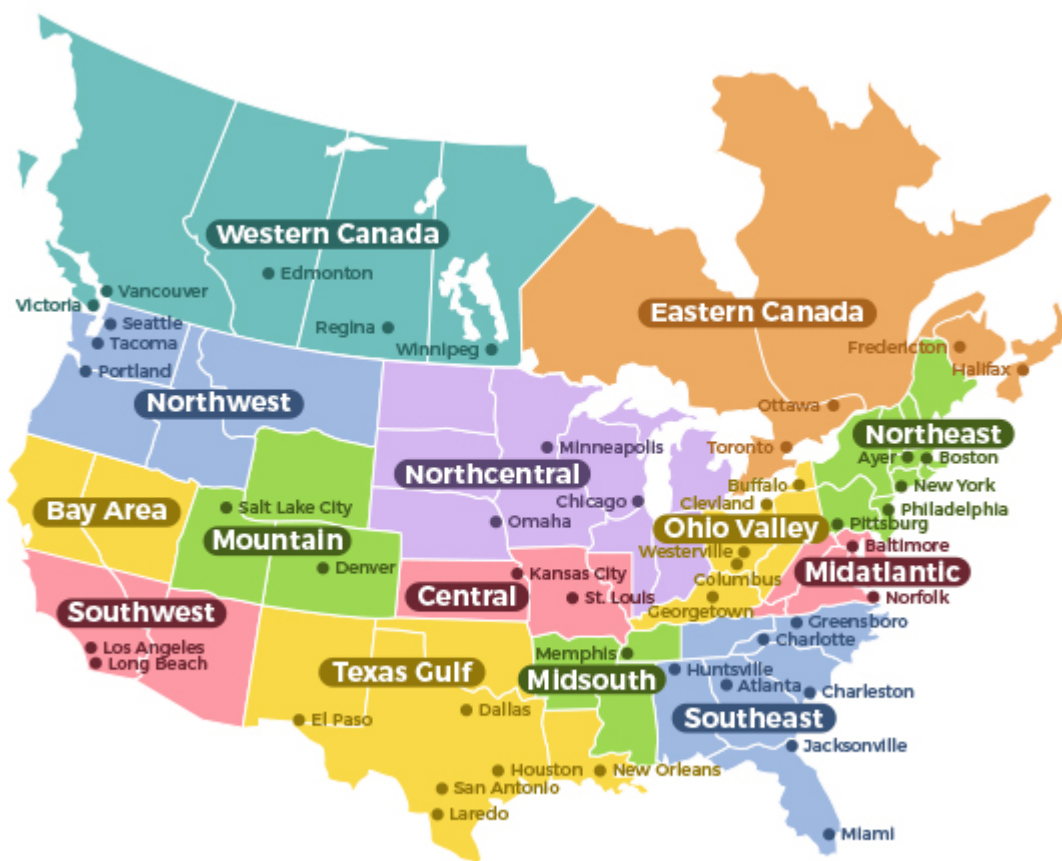 Western Canada
Edmonton
Vancouver
Victoria
Regina
Winnipeg
Eastern Canada
Fredericton
Halifax
Ottawa
Toronto
Seattle
Tacoma
Portland
Northwest
Northcentral
Minneapolis
Chicago
Omaha
Northeast
Ayer
Boston
New York
Philadelphia
Pittsburg
Buffalo
Clevland
Ohio Valley
Westerville
Columbus
Georgetown
Bay Area
Salt Lake City
Mountain
Denver
Central
Kansas City
St. Louis
Baltimore
Midatlantic
Norfolk
Southwest
Los Angeles
Long Beach
Texas Gulf
El Paso
Dallas
Houston
San Antonio
Laredo
New Orleans
Memphis
Midsouth
Greensboro
Charlotte
Huntsville
Atlanta
Charleston
Southeast
Jacksonville
Miami